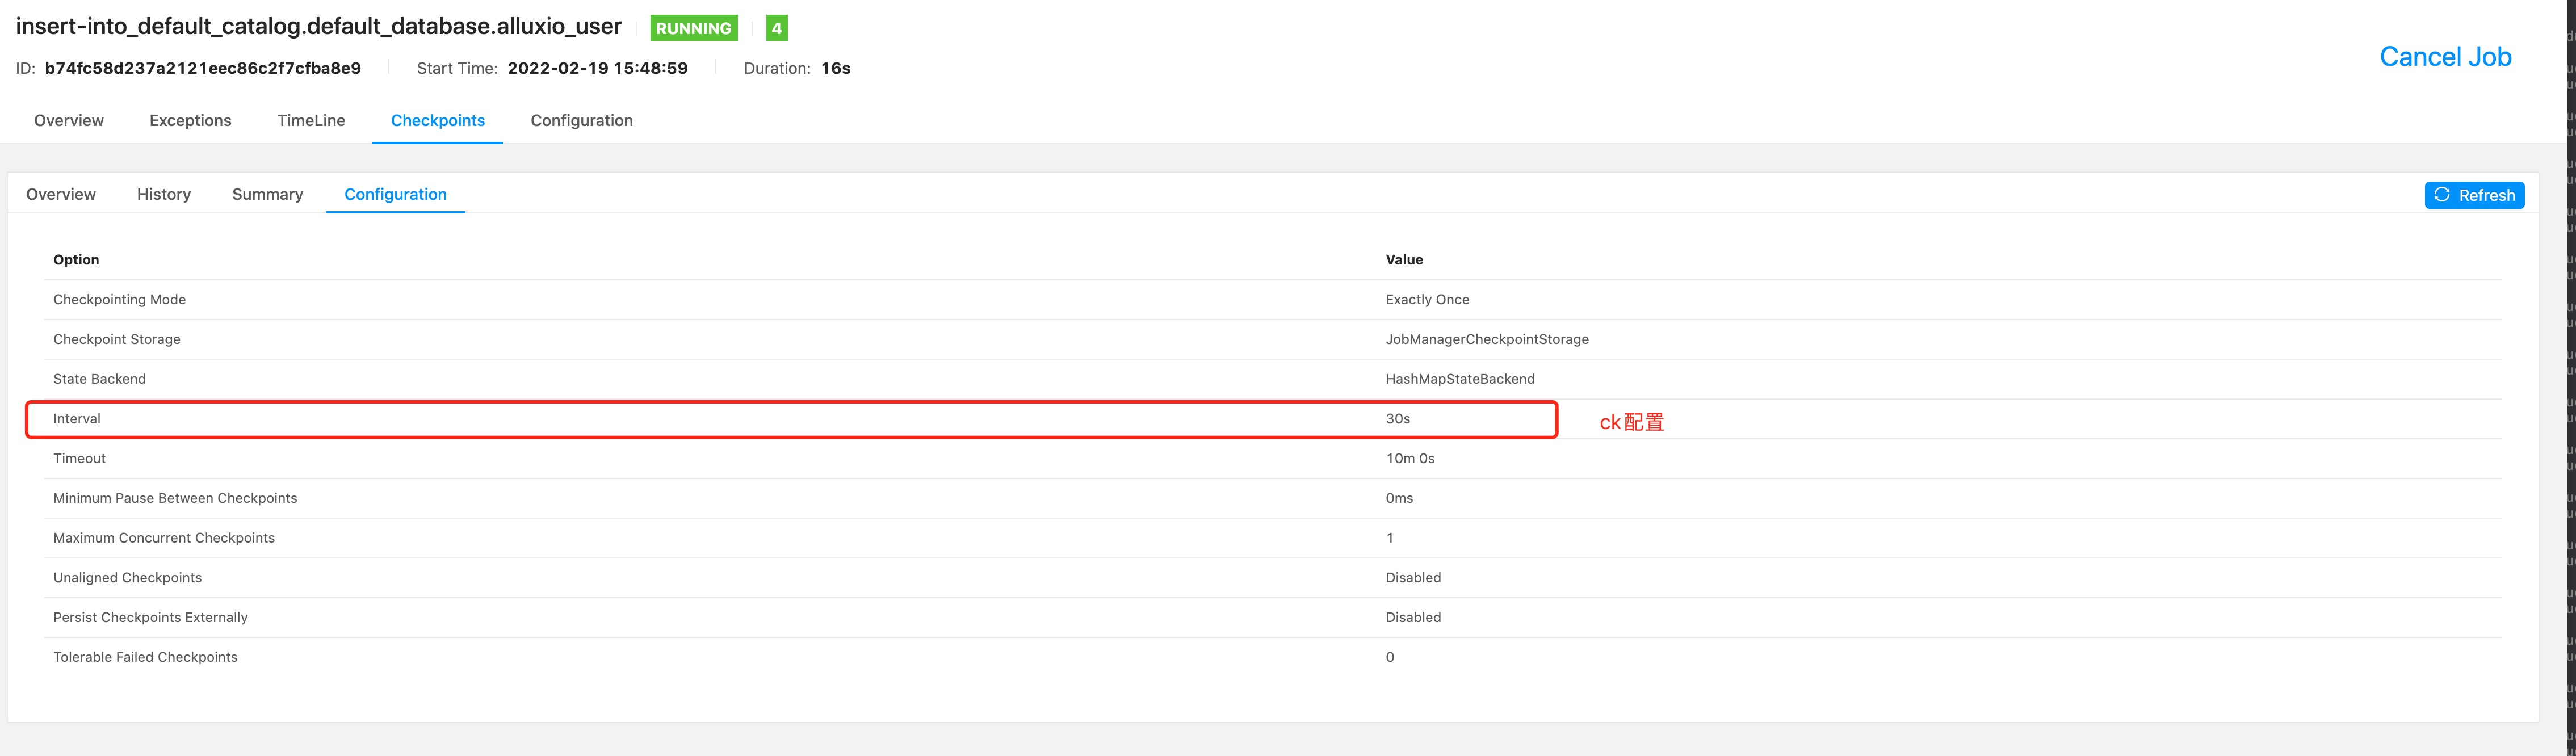 insert-into_default_catalog.default_database.alluxio_user RUNNING 4
ID: b74fc58d237a2121eec86c2f7cfba8e9 Start Time: 2022-02-19 15:48:59 Duration: 16s
Cancel Job
Overview Exceptions TimeLine Checkpoints Configuration
Overview History Summary Configuration Refresh
Option Value
Checkpointing Mode Exactly Once
Checkpoint Storage JobManagerCheckpointStorage
State Backend HashMapStateBackend
Interval 30s ck配置
Timeout 10m 0s
Minimum Pause Between Checkpoints 0ms
Maximum Concurrent Checkpoints 1
Unaligned Checkpoints Disabled
Persist Checkpoints Externally Disabled
Tolerable Failed Checkpoints 0